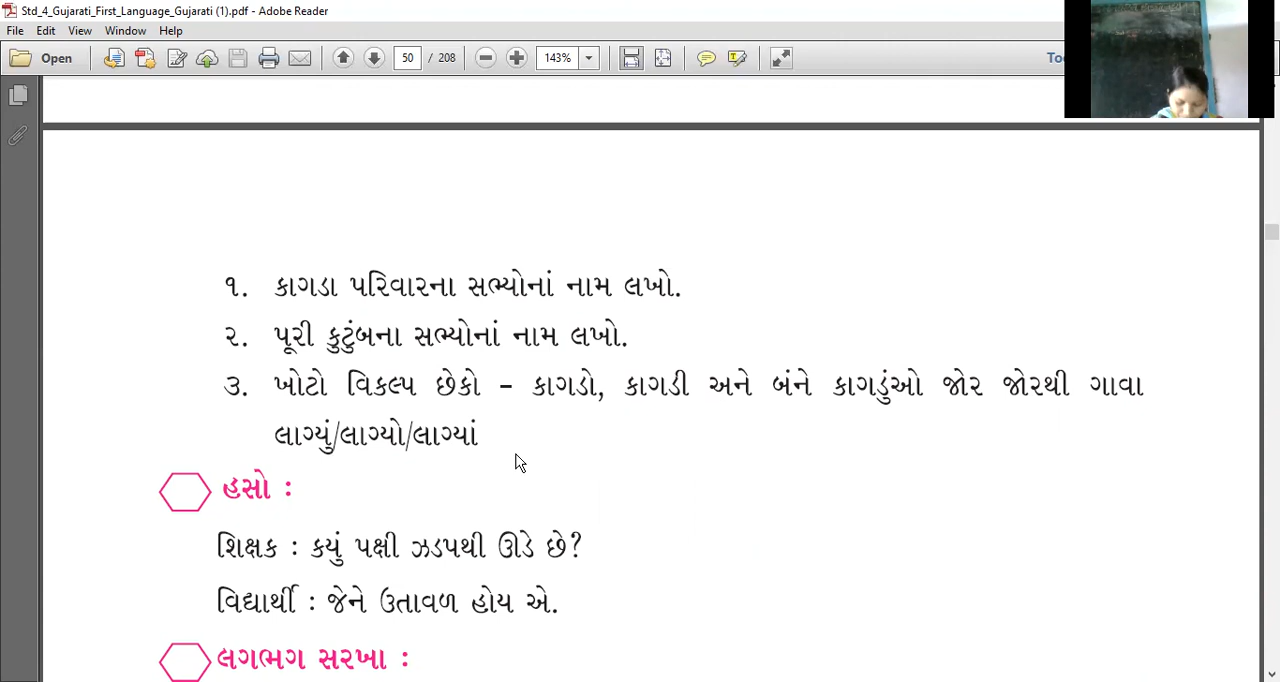 Std_4_Gujarati_First_Language_Gujarati (1).pdf - Adobe Reader
File Edit View Window Help
Open 50 / 208 143%
૧. કાગડા પરિવારના સભ્યોનાં નામ લખો.
૨. પૂરી કુટુંબના સભ્યોનાં નામ લખો.
૩. ખોટો વિકલ્પ છેકો – કાગડો, કાગડી અને બંને કાગડુંઓ જોર જોરથી ગાવા
લાગ્યું/લાગ્યો/લાગ્યાં
હસો :
શિક્ષક : કયું પક્ષી ઝડપથી ઊડે છે?
વિદ્યાર્થી : જેને ઉતાવળ હોય એ.
લગભગ સરખા :